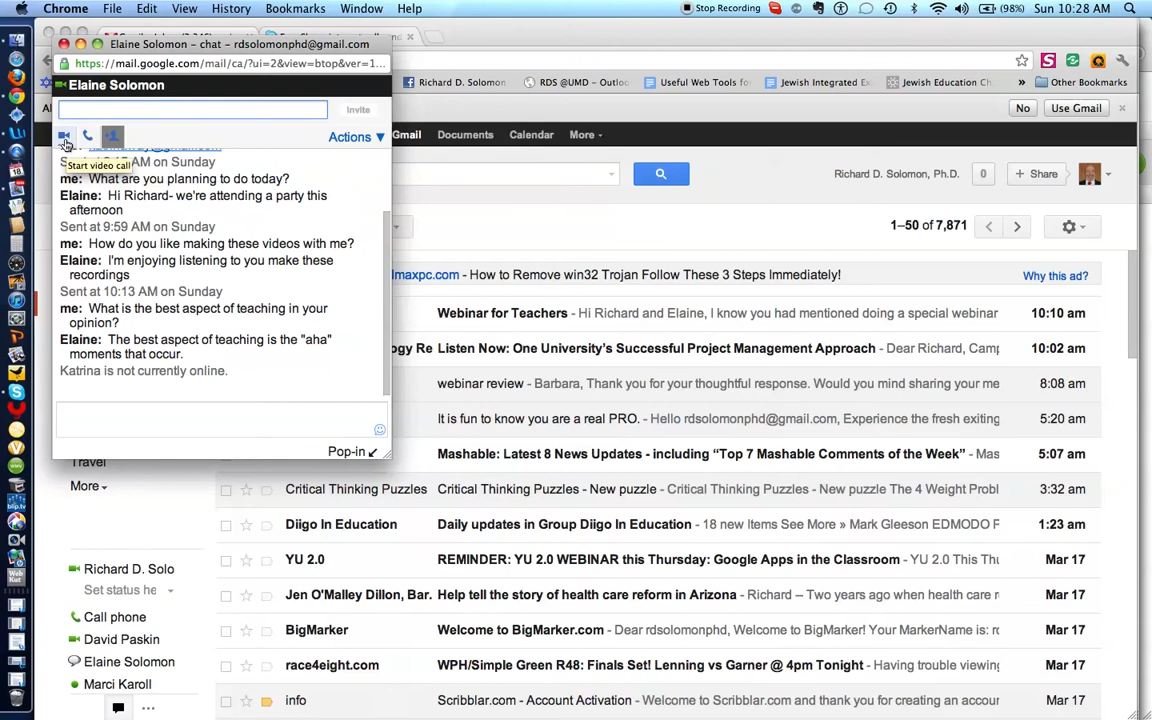 Chrome File Edit View History Bookmarks Window Help Stop Recording (98%) Sun 10:28 AM
Elaine Solomon – chat – rdsolomonphd@gmail.com
https://mail.google.com/mail/ca/?ui=2&view=btop&ver=1...
Richard D. Solomon RDS @UMD – Outlook Useful Web Tools for Jewish Integrated Ex Jewish Education Ch » Other Bookmarks
Elaine Solomon
No Use Gmail
Invite
Actions ▼
Gmail Documents Calendar More
Start video call
AM on Sunday
me: What are you planning to do today?
Elaine: Hi Richard- we're attending a party this
afternoon
Sent at 9:59 AM on Sunday
me: How do you like making these videos with me?
Elaine: I'm enjoying listening to you make these
recordings
Sent at 10:13 AM on Sunday
me: What is the best aspect of teaching in your
opinion?
Elaine: The best aspect of teaching is the "aha"
moments that occur.
Katrina is not currently online.
Pop-in
Richard D. Solomon, Ph.D. 0 + Share
1–50 of 7,871
lmaxpc.com - How to Remove win32 Trojan Follow These 3 Steps Immediately! Why this ad?
Webinar for Teachers - Hi Richard and Elaine, I know you had mentioned doing a special webinar 10:10 am
ogy Re Listen Now: One University's Successful Project Management Approach - Dear Richard, Camp 10:02 am
webinar review - Barbara, Thank you for your thoughtful response. Would you mind sharing your me 8:08 am
It is fun to know you are a real PRO. - Hello rdsolomonphd@gmail.com, Experience the fresh exiting 5:20 am
Mashable: Latest 8 News Updates - including “Top 7 Mashable Comments of the Week” - Mas 5:07 am
Critical Thinking Puzzles Critical Thinking Puzzles - New puzzle - Critical Thinking Puzzles - New puzzle The 4 Weight Probl 3:32 am
Diigo In Education Daily updates in Group Diigo In Education - 18 new Items See More » Mark Gleeson EDMODO F 1:23 am
YU 2.0 REMINDER: YU 2.0 WEBINAR this Thursday: Google Apps in the Classroom - YU 2.0 This Thu Mar 17
Jen O'Malley Dillon, Bar. Help tell the story of health care reform in Arizona - Richard – Two years ago when health care r Mar 17
BigMarker Welcome to BigMarker.com - Dear rdsolomonphd, Welcome to BigMarker! Your MarkerName is: rc Mar 17
race4eight.com WPH/Simple Green R48: Finals Set! Lenning vs Garner @ 4pm Tonight - Having trouble viewing Mar 17
info Scribblar.com - Account Activation - Welcome to Scribblar.com and thank you for creating an accour Mar 17
Travel
More
Richard D. Solo
Set status he
Call phone
David Paskin
Elaine Solomon
Marci Karoll